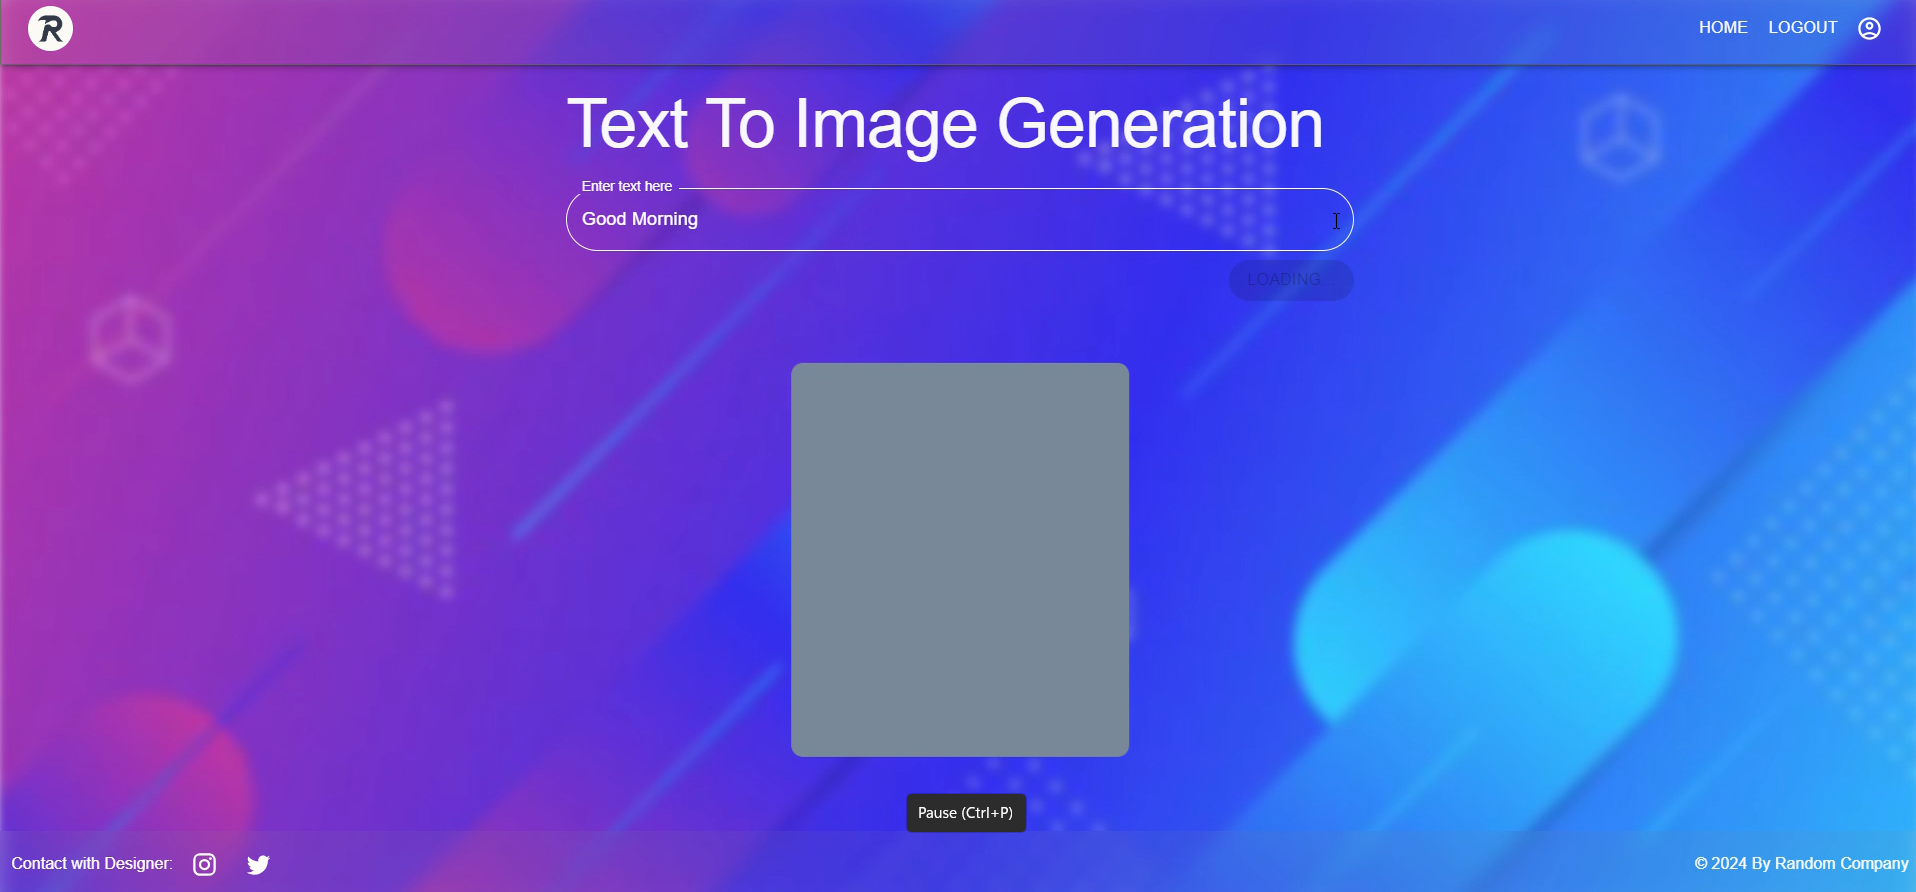 R
HOME LOGOUT
Text To Image Generation
Enter text here
Good Morning
LOADING...
Pause (Ctrl+P)
Contact with Designer:
© 2024 By Random Company